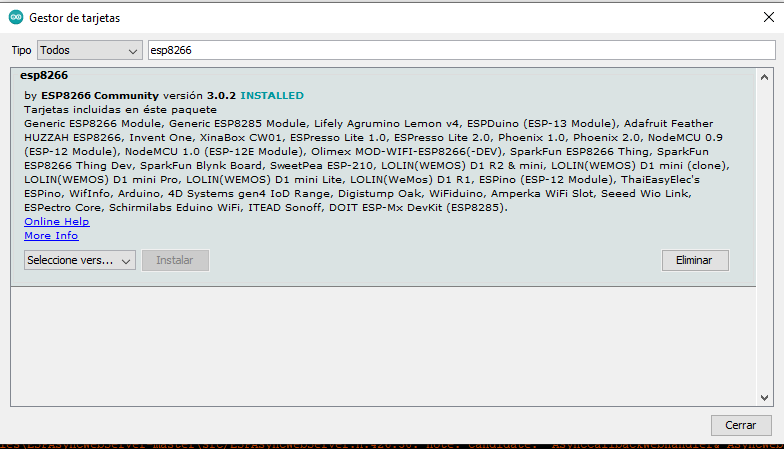 Gestor de tarjetas
Tipo Todos esp8266
esp8266
by ESP8266 Community versión 3.0.2 INSTALLED
Tarjetas incluidas en éste paquete
Generic ESP8266 Module, Generic ESP8285 Module, Lifely Agrumino Lemon v4, ESPDuino (ESP-13 Module), Adafruit Feather
HUZZAH ESP8266, Invent One, XinaBox CW01, ESPresso Lite 1.0, ESPresso Lite 2.0, Phoenix 1.0, Phoenix 2.0, NodeMCU 0.9
(ESP-12 Module), NodeMCU 1.0 (ESP-12E Module), Olimex MOD-WIFI-ESP8266(-DEV), SparkFun ESP8266 Thing, SparkFun
ESP8266 Thing Dev, SparkFun Blynk Board, SweetPea ESP-210, LOLIN(WEMOS) D1 R2 & mini, LOLIN(WEMOS) D1 mini (clone),
LOLIN(WEMOS) D1 mini Pro, LOLIN(WEMOS) D1 mini Lite, LOLIN(WeMos) D1 R1, ESPino (ESP-12 Module), ThaiEasyElec's
ESPino, WifInfo, Arduino, 4D Systems gen4 IoD Range, Digistump Oak, WiFiduino, Amperka WiFi Slot, Seeed Wio Link,
ESPectro Core, Schirmilabs Eduino WiFi, ITEAD Sonoff, DOIT ESP-Mx DevKit (ESP8285).
Online Help
More Info
Seleccione vers... Instalar Eliminar
Cerrar